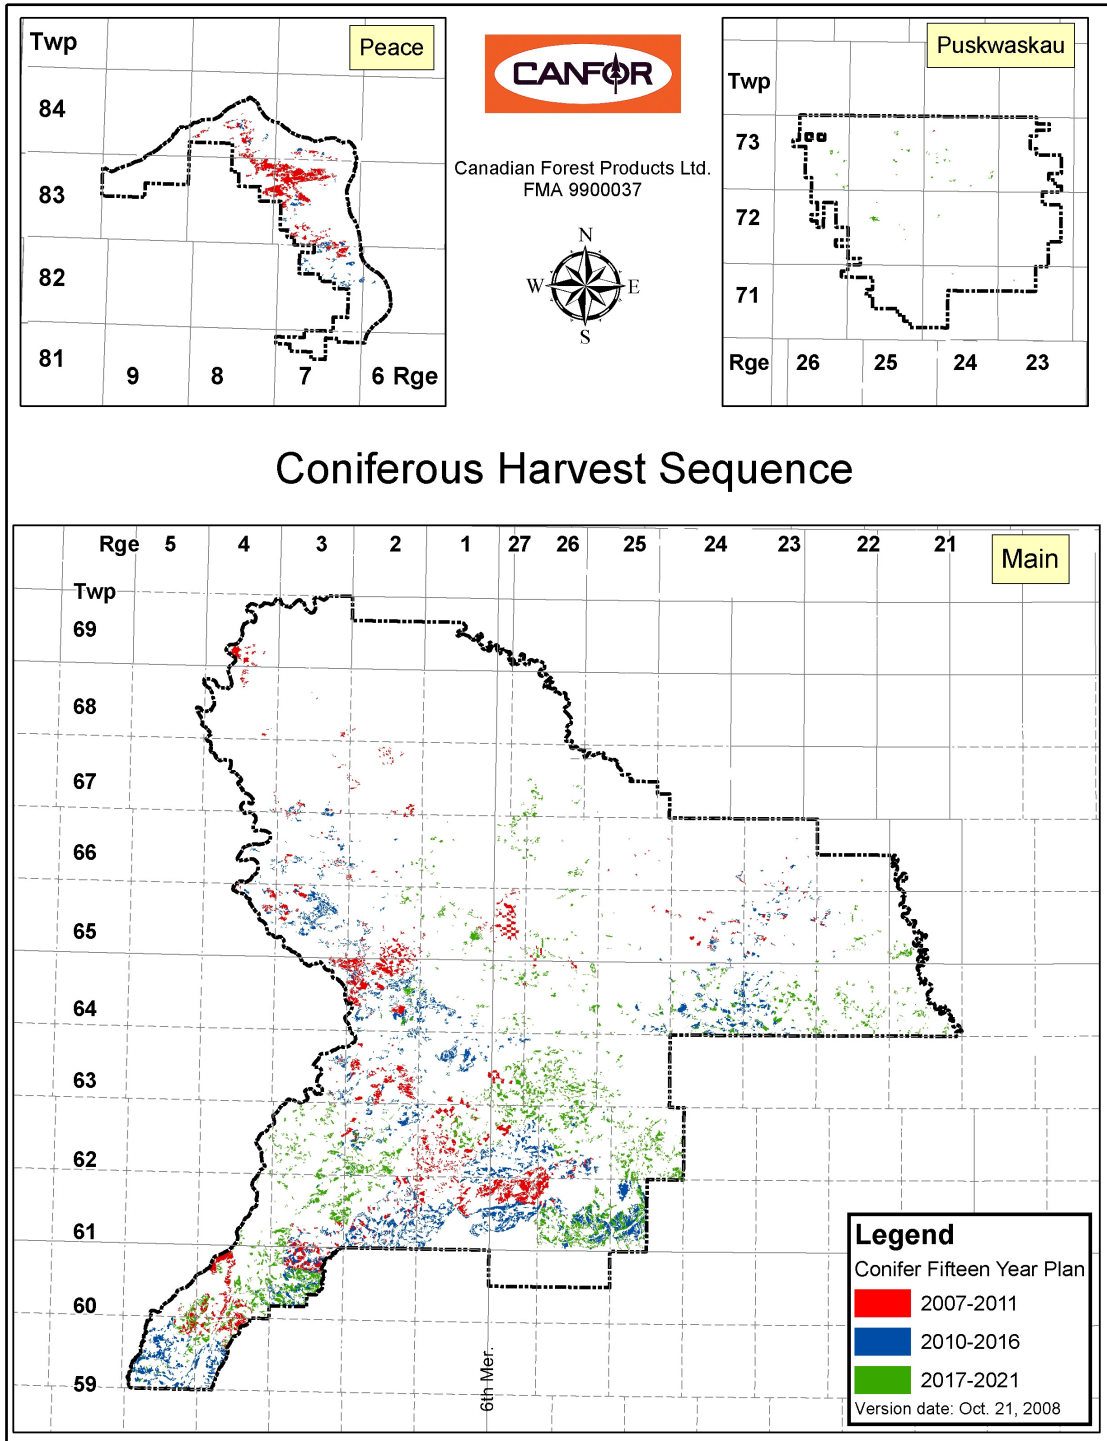 Twp
Peace
84
83
82
81
9 8 7 6 Rge
CANFOR
Canadian Forest Products Ltd.
FMA 9900037
N
W E
S
Puskwaskau
Twp
73
72
71
Rge 26 25 24 23
Coniferous Harvest Sequence
Rge 5 4 3 2 1 27 26 25 24 23 22 21
Main
Twp
69
68
67
66
65
64
63
62
61
60
59
6th Mer.
Legend
Conifer Fifteen Year Plan
2007-2011
2010-2016
2017-2021
Version date: Oct. 21, 2008